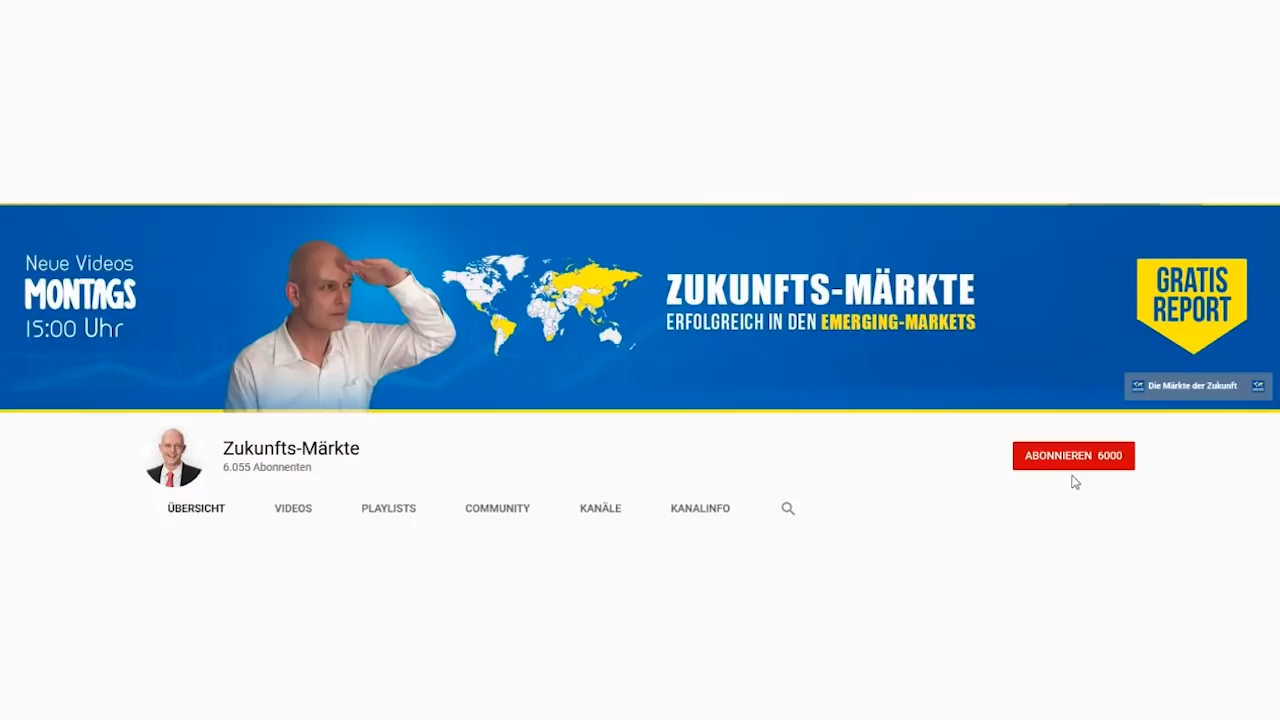 Neue Videos
MONTAGS
15:00 Uhr
ZUKUNFTS-MÄRKTE
ERFOLGREICH IN DEN EMERGING-MARKETS
GRATIS
REPORT
Die Märkte der Zukunft
Zukunfts-Märkte
6.055 Abonnenten
ABONNIEREN 6000
ÜBERSICHT VIDEOS PLAYLISTS COMMUNITY KANÄLE KANALINFO